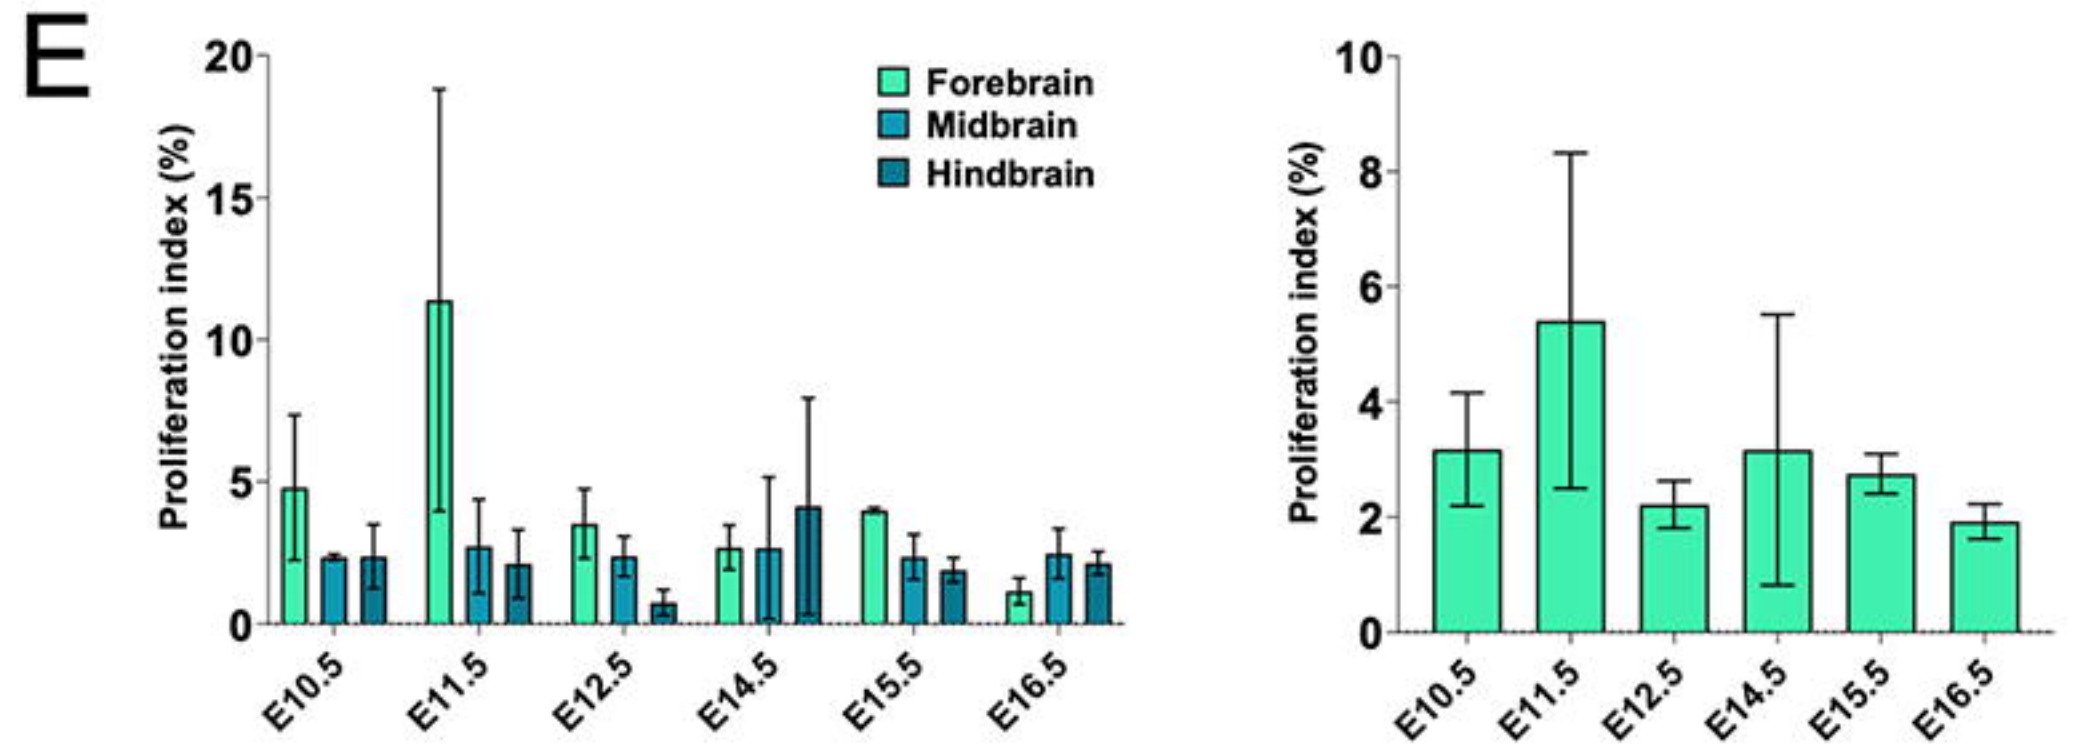 E
Proliferation index (%)
20
15
10
5
0
Forebrain
Midbrain
Hindbrain
E10.5
E11.5
E12.5
E14.5
E15.5
E16.5
Proliferation index (%)
10
8
6
4
2
0
E10.5
E11.5
E12.5
E14.5
E15.5
E16.5